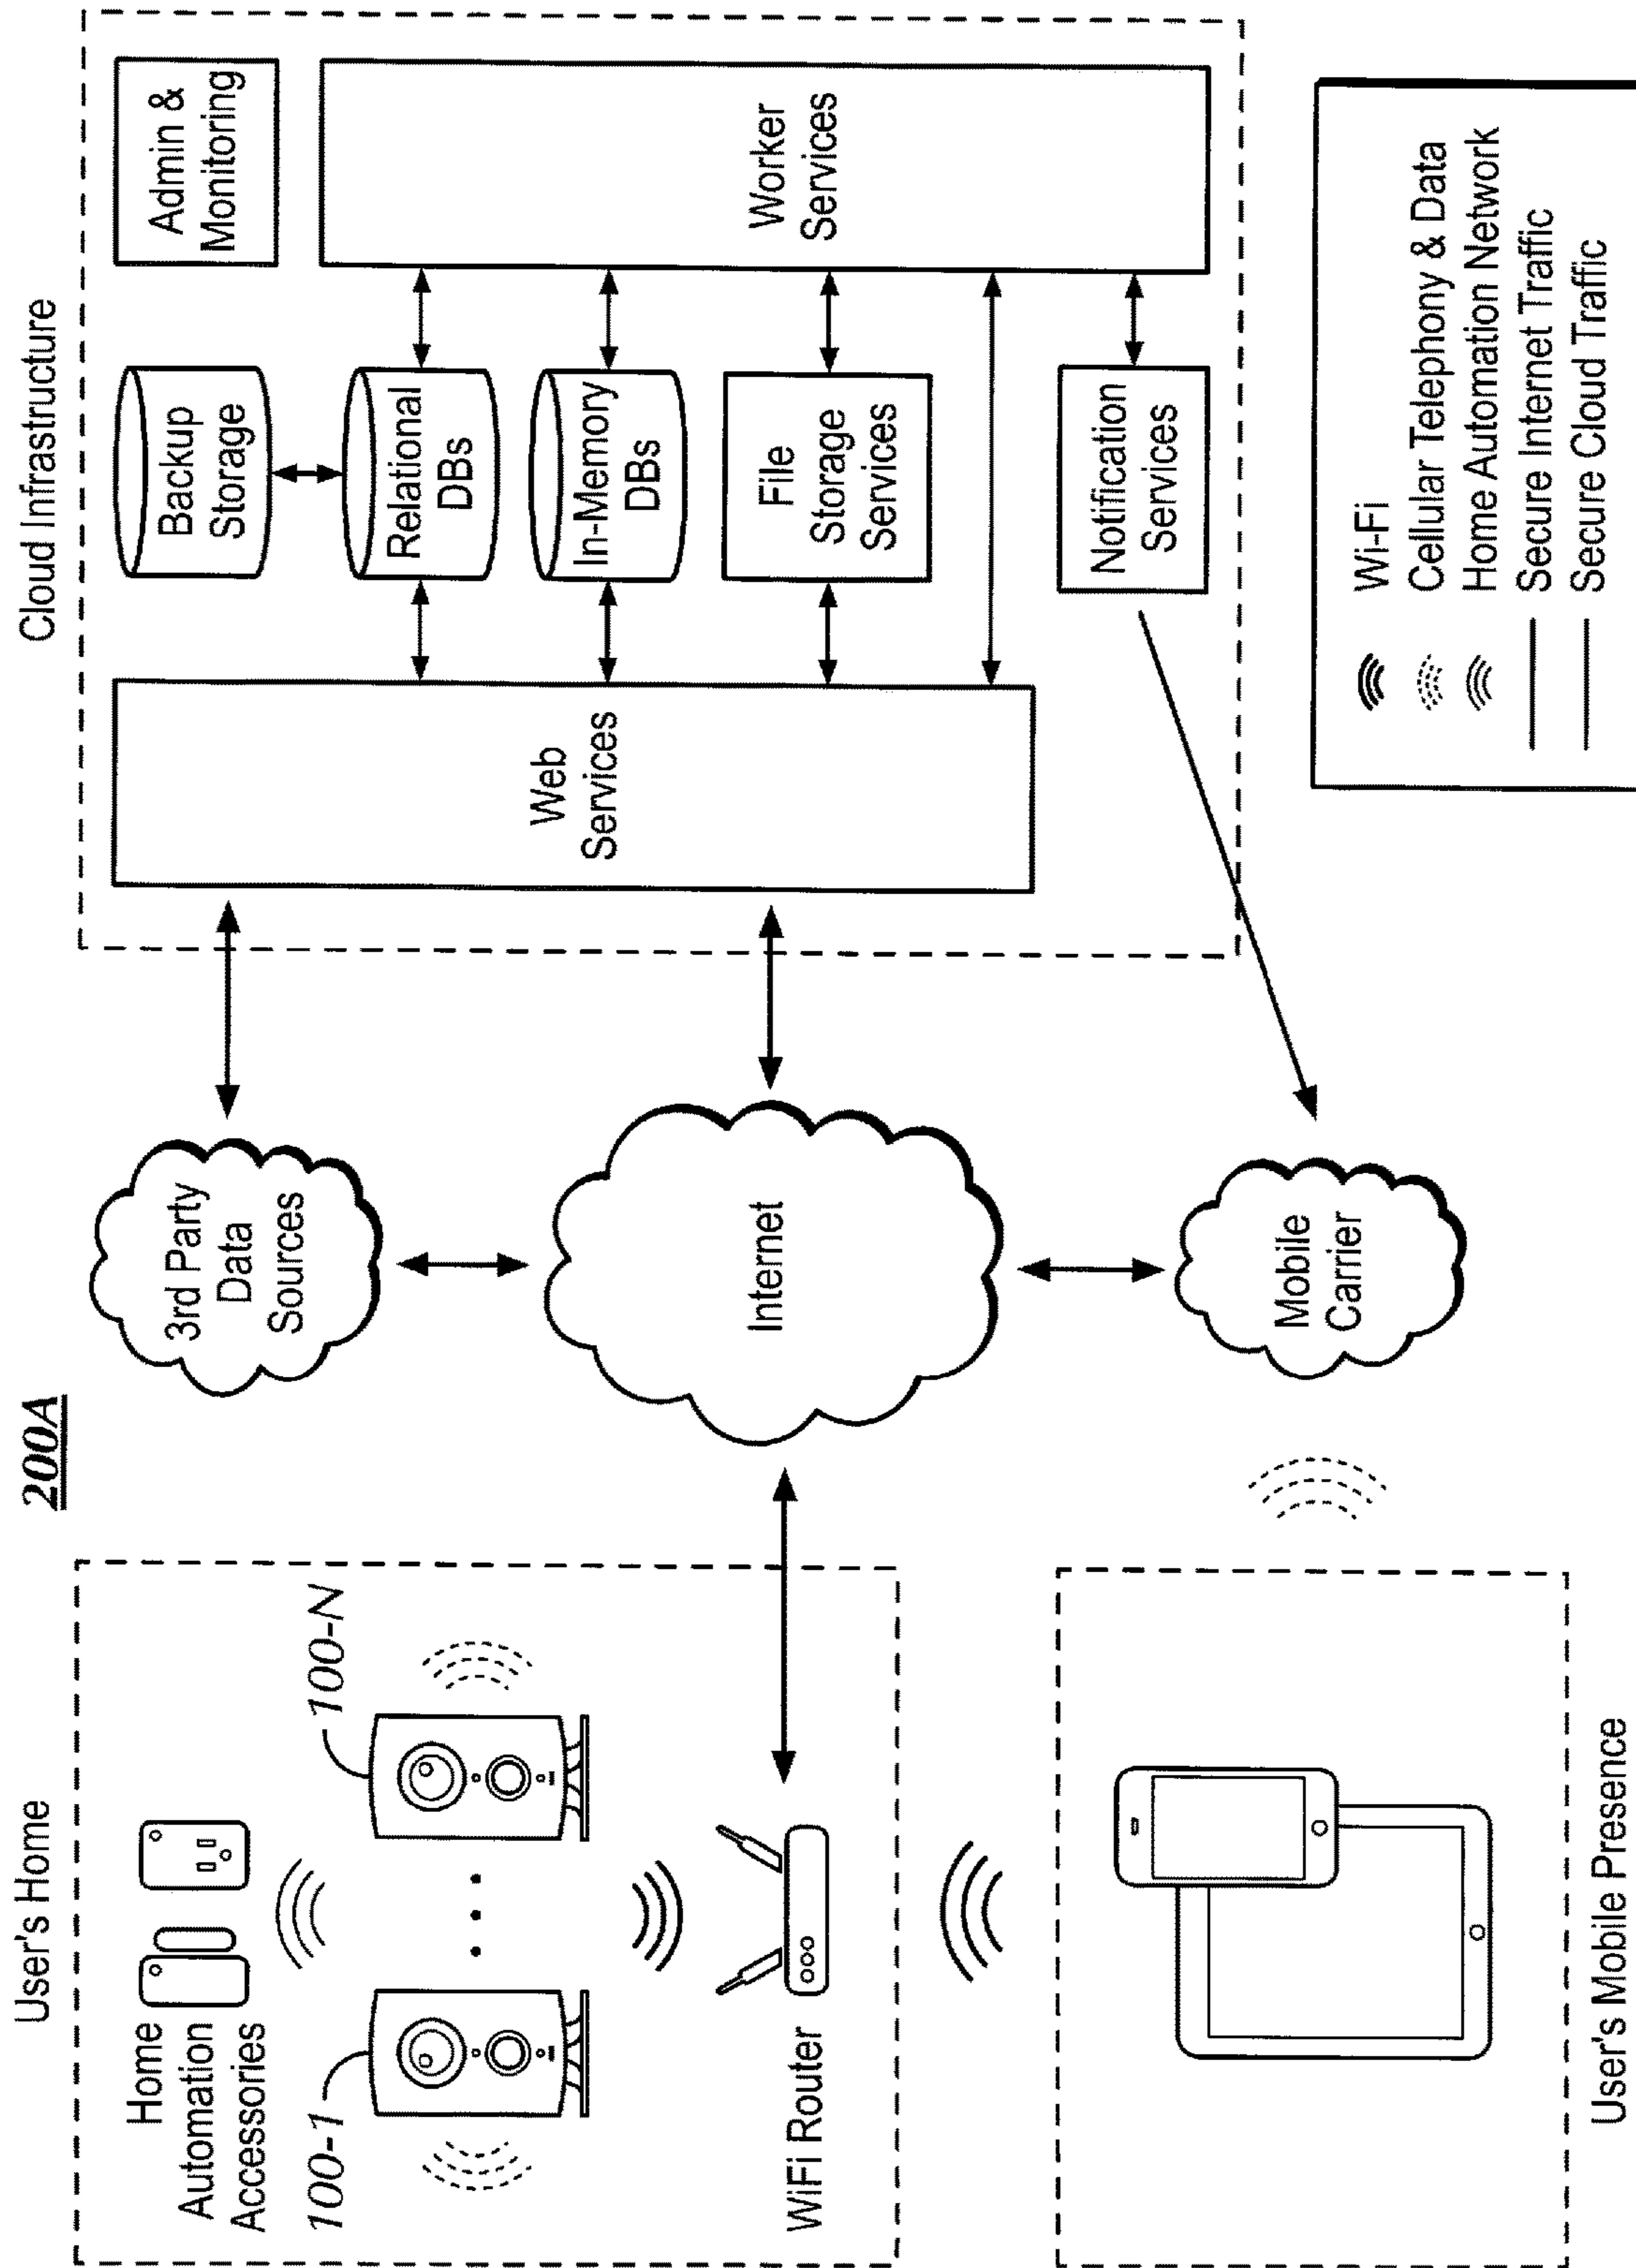 200A
User's Home
Home
Automation
Accessories
100-1
100-N
WiFi Router
User's Mobile Presence
3rd Party
Data
Sources
Internet
Mobile
Carrier
Cloud Infrastructure
Web
Services
Backup
Storage
Relational
DBs
In-Memory
DBs
File
Storage
Services
Notification
Services
Admin &
Monitoring
Worker
Services
Wi-Fi
Cellular Telephony & Data
Home Automation Network
Secure Internet Traffic
Secure Cloud Traffic